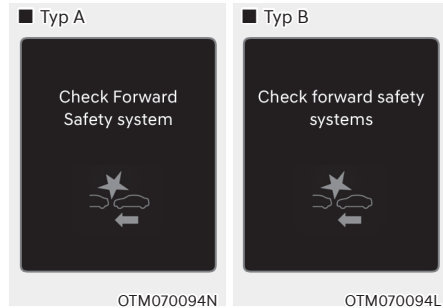 ■ Typ A
Check Forward
Safety system
OTM070094N
■ Typ B
Check forward safety
systems
OTM070094L